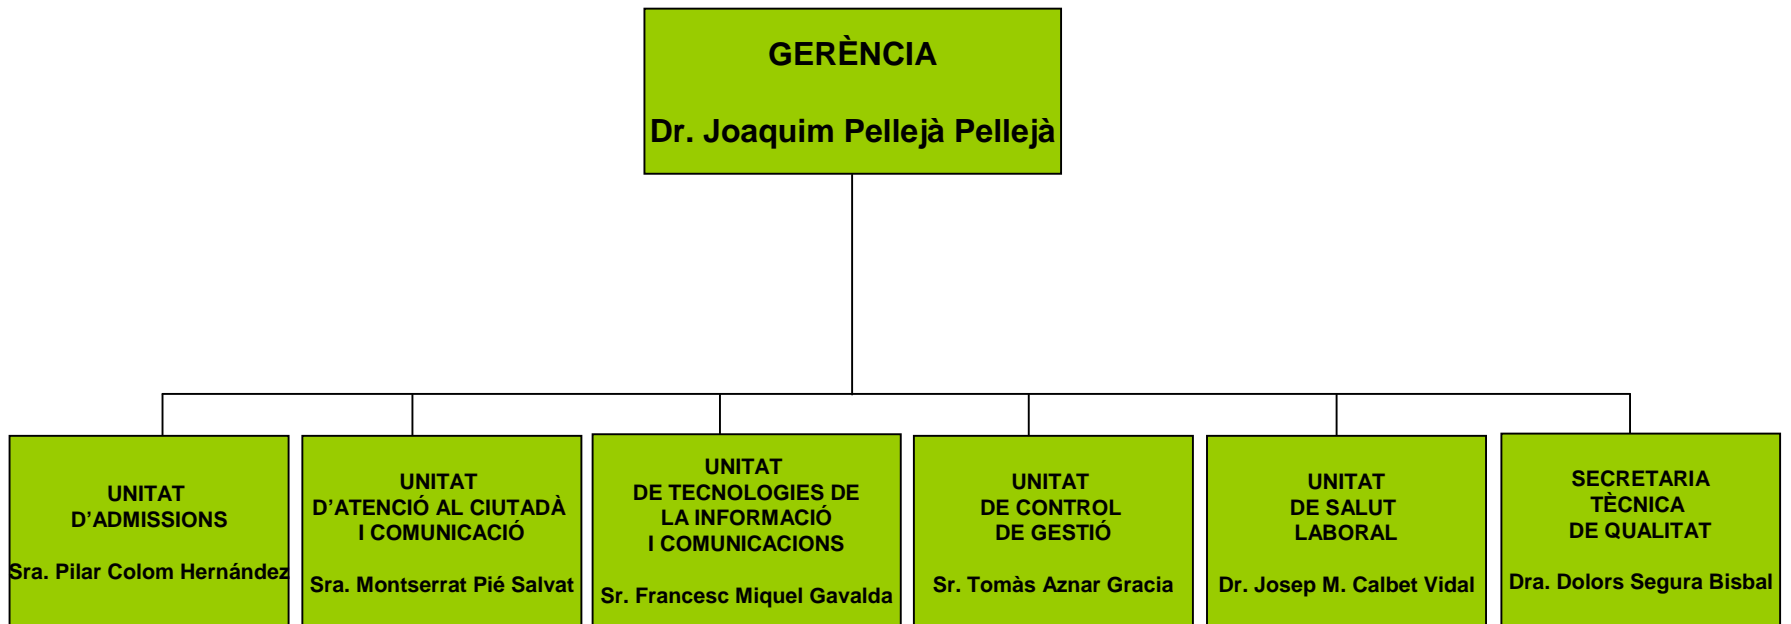 GERÈNCIA
Dr. Joaquim Pellejà Pellejà
UNITAT
D’ADMISSIONS
Sra. Pilar Colom Hernández
UNITAT
D’ATENCIÓ AL CIUTADÀ
I COMUNICACIÓ
Sra. Montserrat Pié Salvat
UNITAT
DE TECNOLOGIES DE
LA INFORMACIÓ
I COMUNICACIONS
Sr. Francesc Miquel Gavalda
UNITAT
DE CONTROL
DE GESTIÓ
Sr. Tomàs Aznar Gracia
UNITAT
DE SALUT
LABORAL
Dr. Josep M. Calbet Vidal
SECRETARIA
TÈCNICA
DE QUALITAT
Dra. Dolors Segura Bisbal